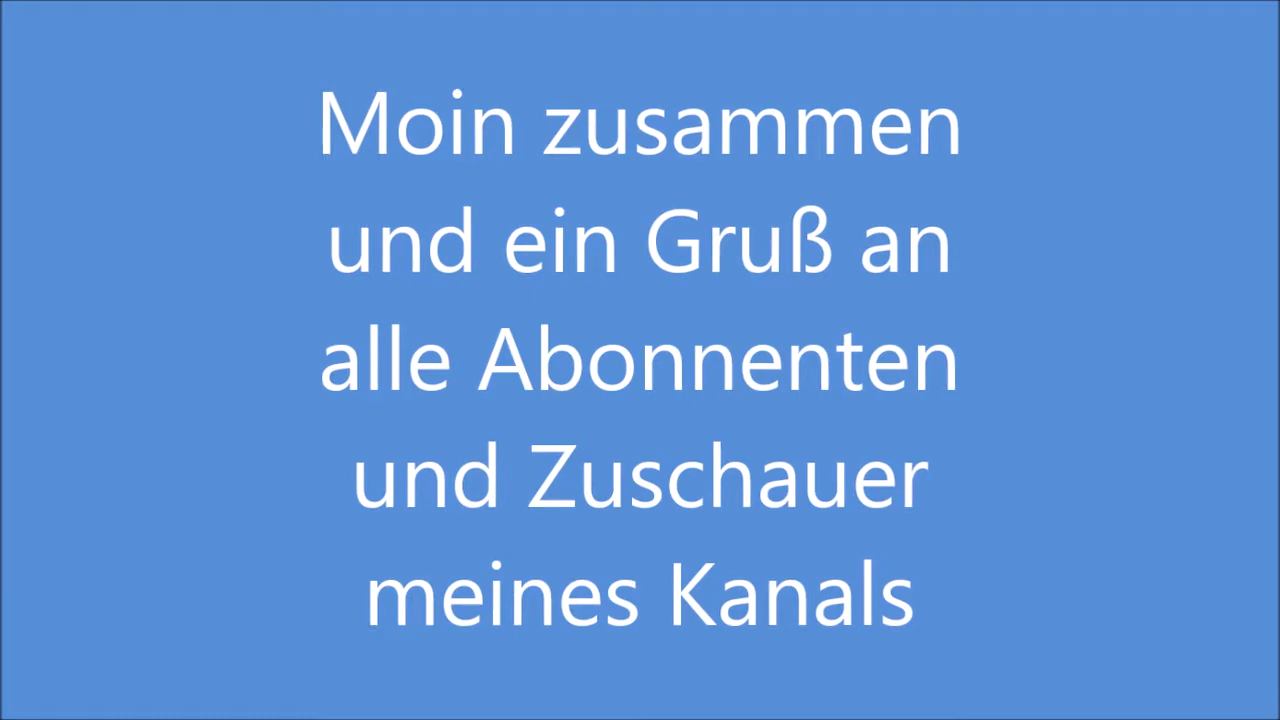 Moin zusammen
und ein Gruß an
alle Abonnenten
und Zuschauer
meines Kanals